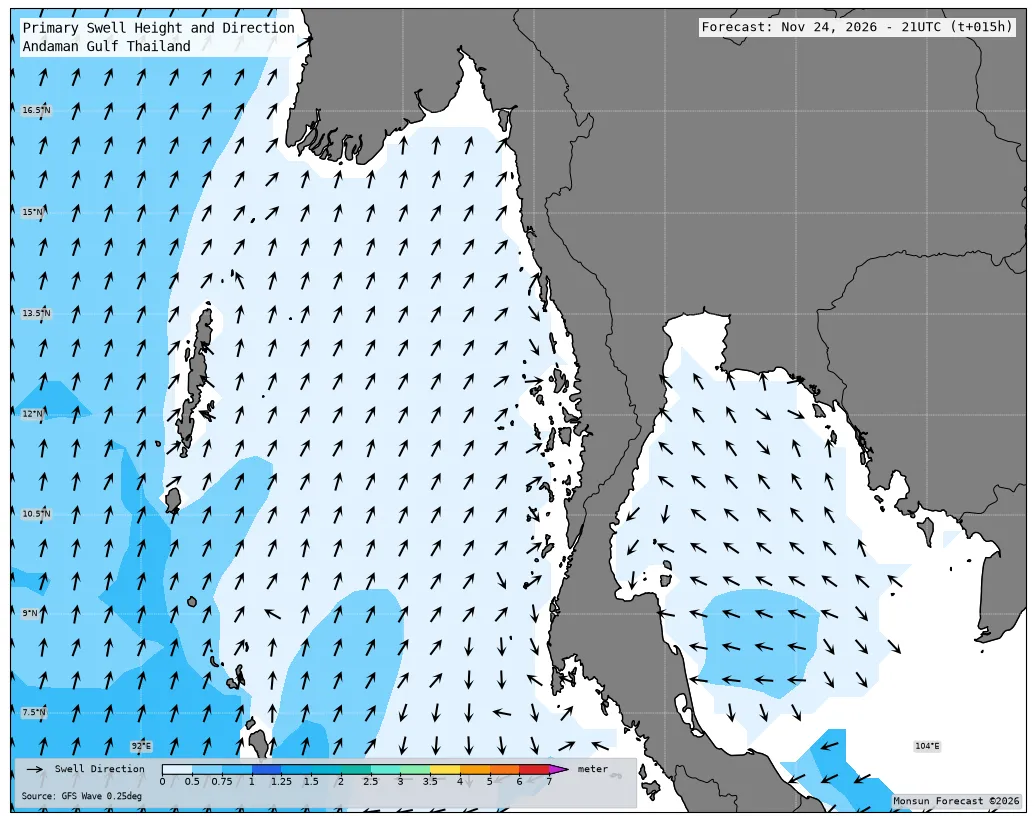 Primary Swell Height and Direction
Andaman Gulf Thailand
Forecast: Nov 24, 2026 - 21UTC (t+015h)
16.5°N
15°N
13.5°N
12°N
10.5°N
9°N
7.5°N
92°E
104°E
Swell Direction
0 0.5 0.75 1.25 1.5 2 2.5 3 3.5 4 5 6 7
meter
Source: GFS Wave 0.25deg
Monsun Forecast ©2026